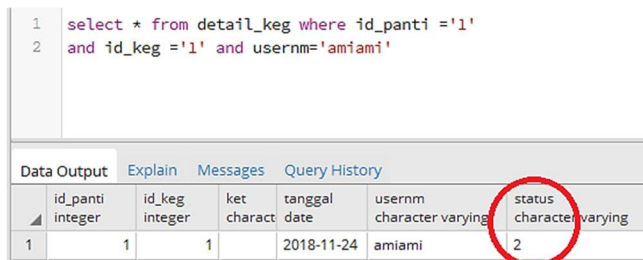 1 select * from detail_keg where id_panti ='1'
2 and id_keg ='1' and usernm='amiami'
Data Output Explain Messages Query History
id_panti id_keg ket tanggal usernm status
integer integer charact date character varying character varying
1 1 1 2018-11-24 amiami 2